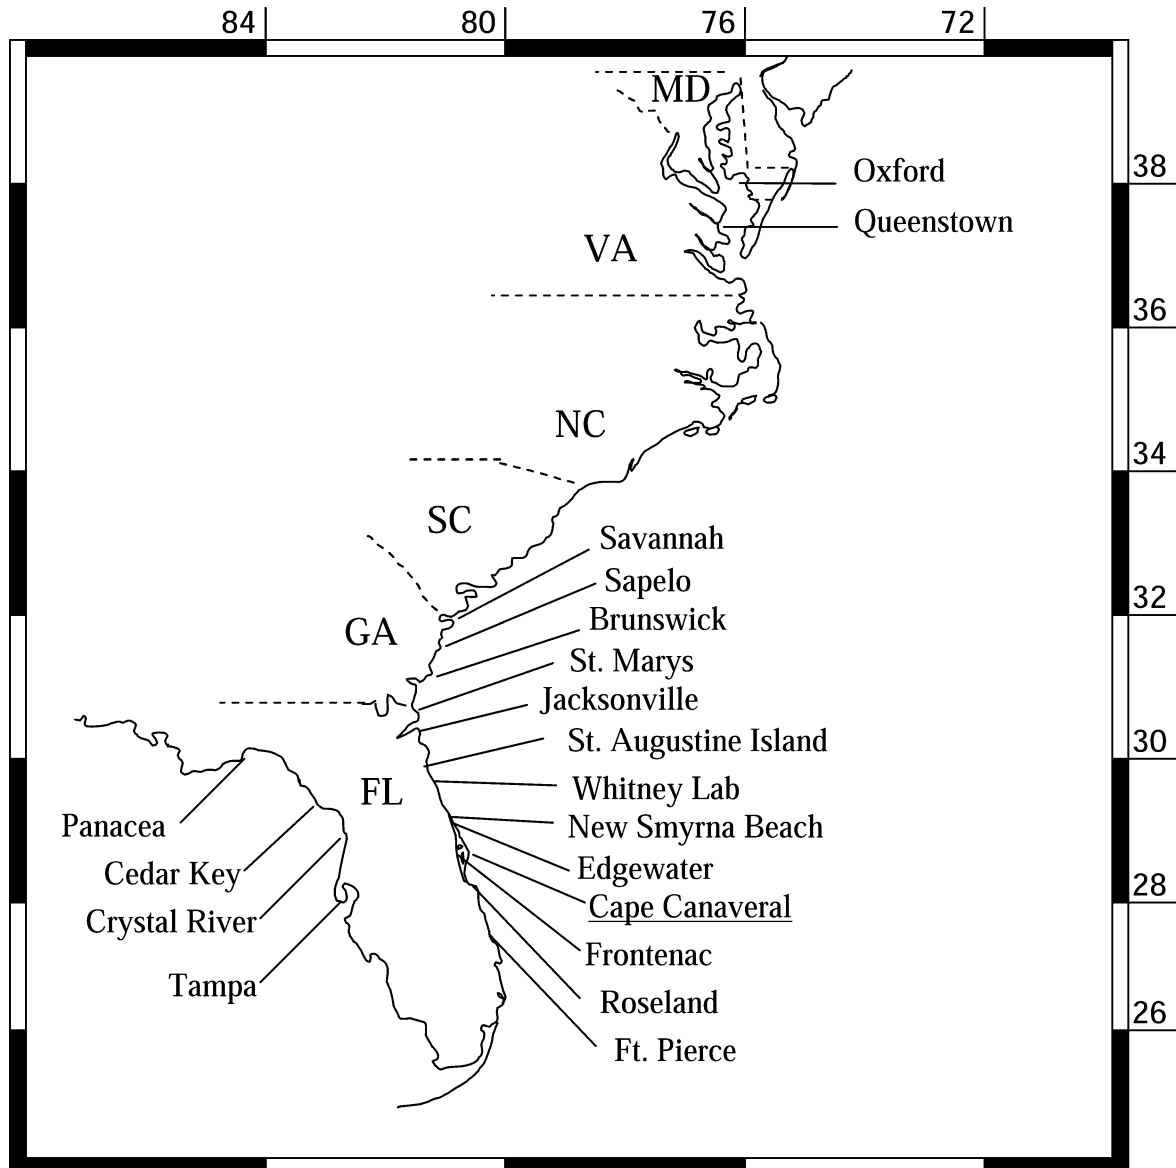 84 80 76 72
MD
38
Oxford
Queenstown
VA
36
NC
34
SC
Savannah
Sapelo
32
Brunswick
GA
St. Marys
Jacksonville
St. Augustine Island
30
FL
Whitney Lab
Panacea
New Smyrna Beach
Edgewater
Cedar Key
28
Cape Canaveral
Crystal River
Frontenac
Tampa
Roseland
26
Ft. Pierce